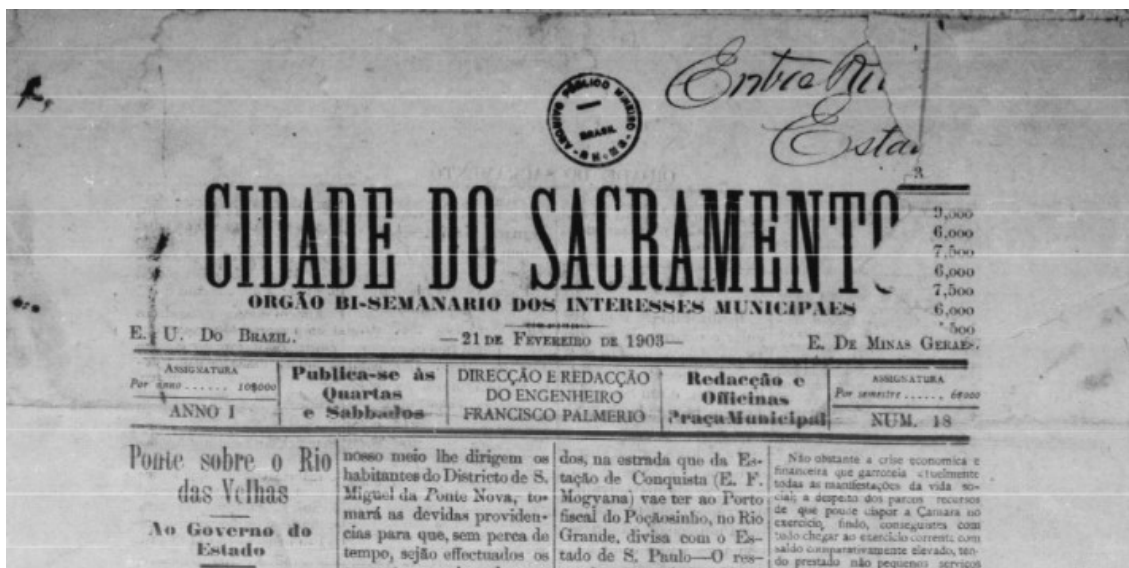 Entre
Esta
ARCHIVO PÚBLICO MINEIRO
BRASIL
CIDADE DO SACRAMENTO
9,000
6,000
7,500
6,000
7,500
6,000
500
ORGÃO BI-SEMANARIO DOS INTERESSES MUNICIPAES
E. U. DO BRAZIL.
—21 DE FEVEREIRO DE 1903—
E. DE MINAS GERAES.
ASSIGNATURA
Por anno ...... 10$000
ANNO I
Publica-se às
Quartas
e Sabbados
DIRECÇÃO E REDACÇÃO
DO ENGENHEIRO
FRANCISCO PALMERIO
Redacção e
Officinas
Praça Municipal
ASSIGNATURA
Por semestre ...... 6$000
NUM. 18
Ponte sobre o Rio
das Velhas
Ao Governo do
Estado
nosso meio lhe dirigem os
habitantes do Districto de S.
Miguel da Ponte Nova, to-
mará as devidas providen-
cias para que, sem perca de
tempo, sejão effectuados os
dos, na estrada que da Es-
tação de Conquista (E. F.
Mogyana) vae ter ao Porto
fiscal do Poçãosinho, no Rio
Grande, divisa com o Es-
tado de S. Paulo—O res-
Não obstante a crise economica e
financeira que garroteia actuelmente
todas as manifestações da vida so-
cial; a despeito dos parcos recursos
de que poude dispor a Camara no
exercicio, findo, conseguintes com
tudo chegar ao exercicio corrente com
saldo comparativamente elevado, ten-
do prestado não pequenos serviços